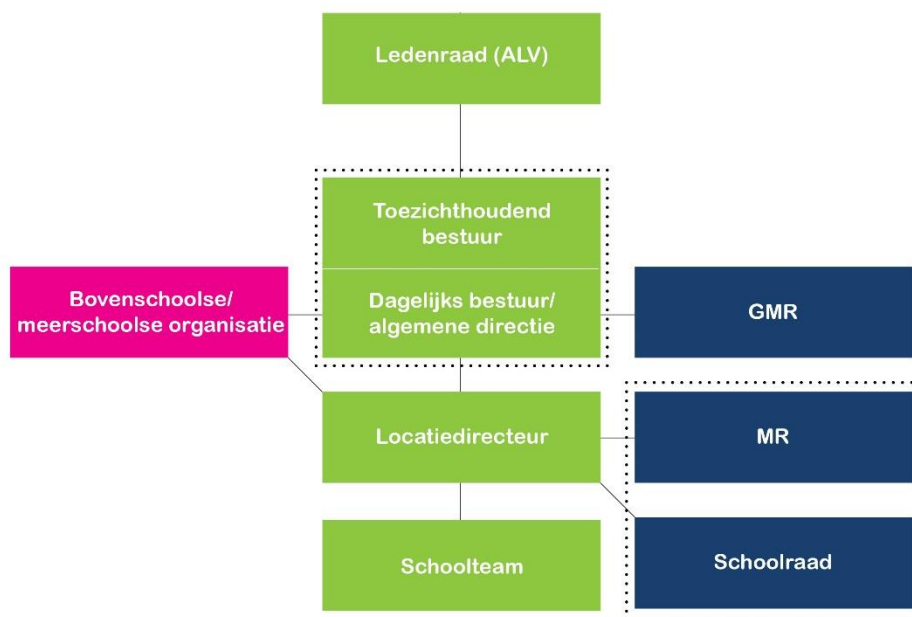 Ledenraad (ALV)
Toezichthoudend
bestuur
Bovenschoolse/
meerschoolse organisatie
Dagelijks bestuur/
algemene directie
GMR
Locatiedirecteur
MR
Schoolteam
Schoolraad